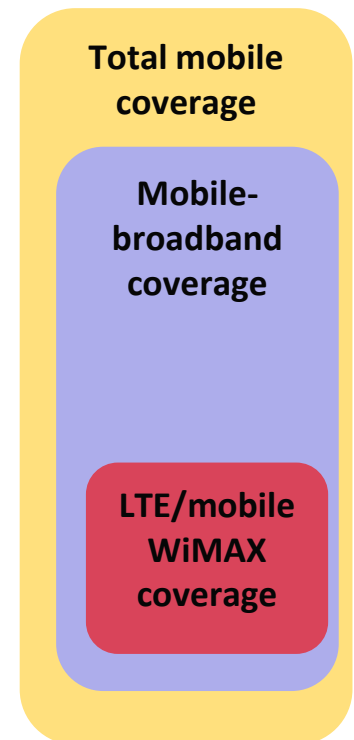 Total mobile
coverage
Mobile-
broadband
coverage
LTE/mobile
WiMAX
coverage